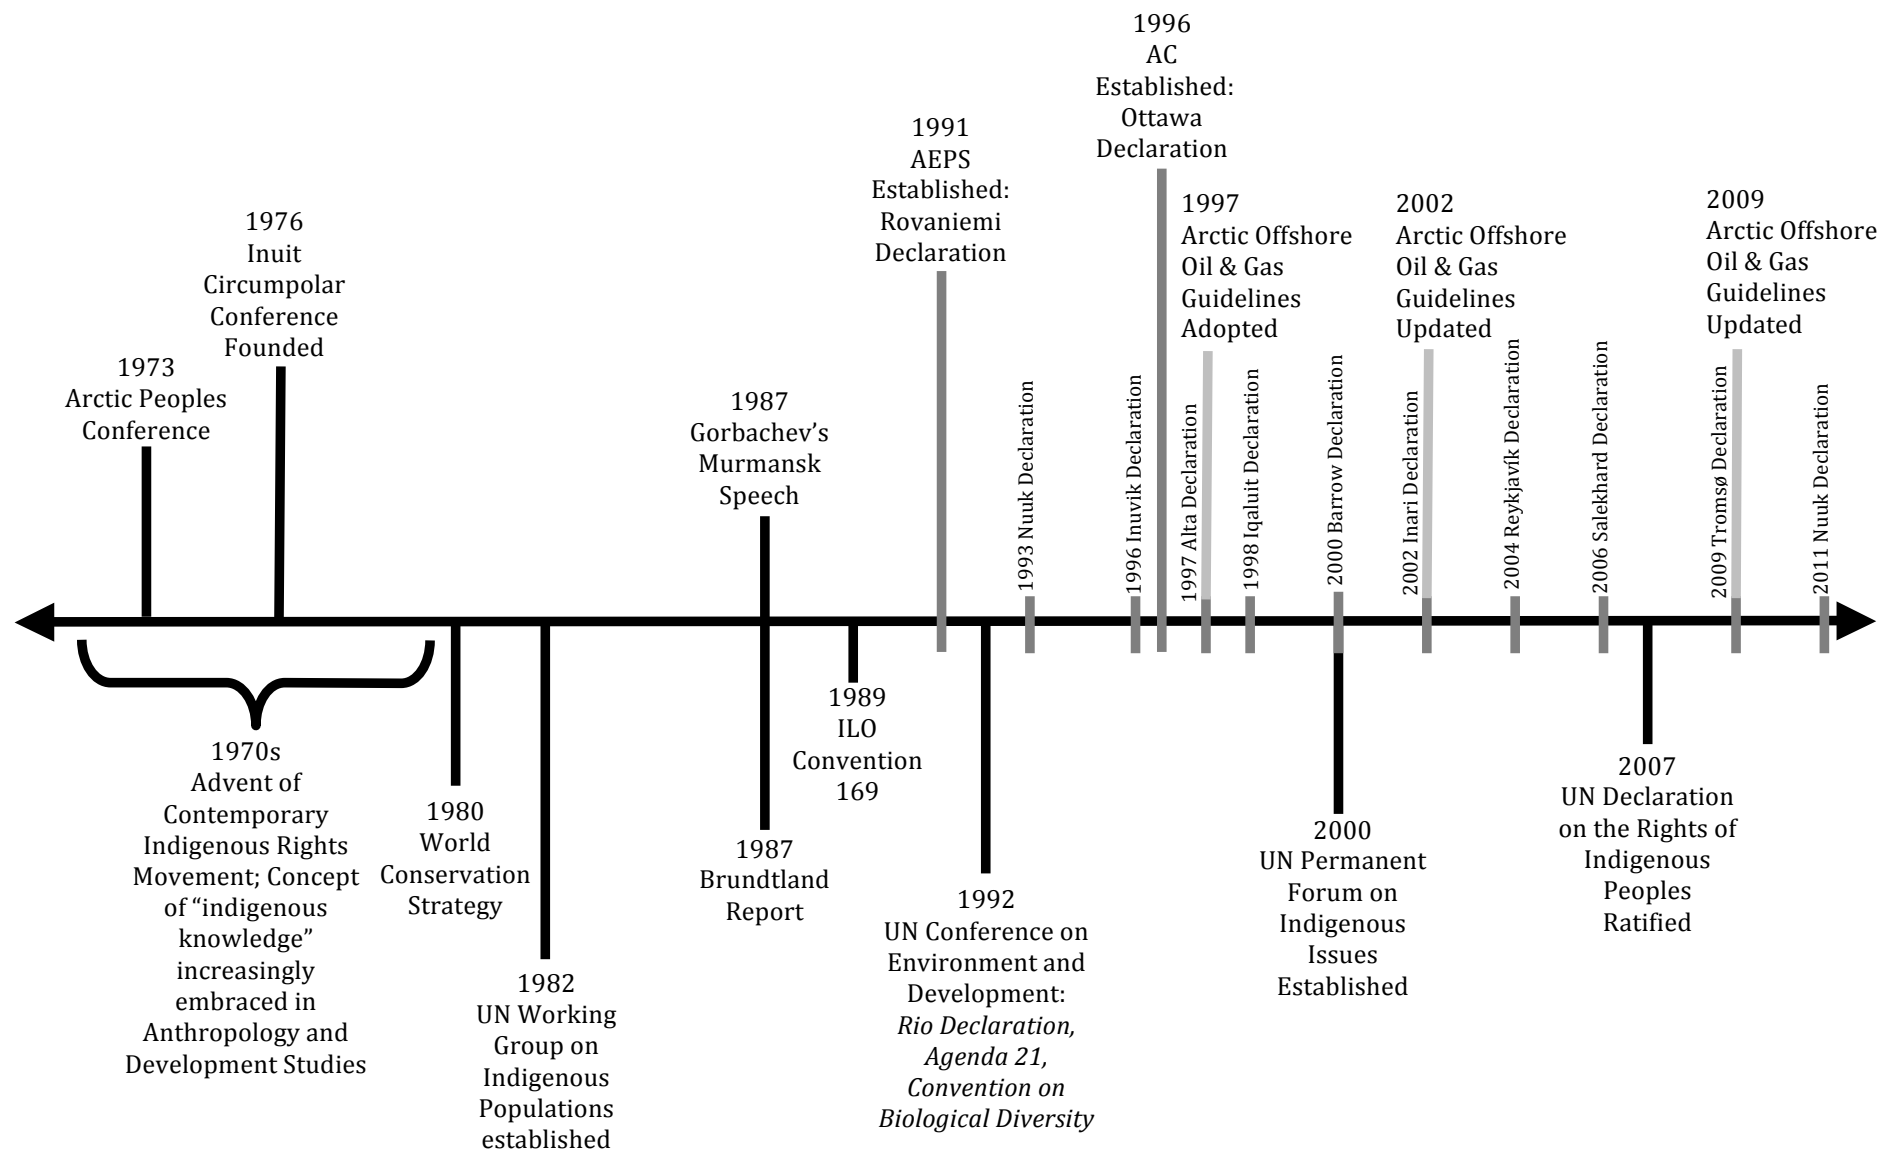 1973
Arctic Peoples
Conference
1976
Inuit
Circumpolar
Conference
Founded
1987
Gorbachev’s
Murmansk
Speech
1991
AEPS
Established:
Rovaniemi
Declaration
1993 Nuuk Declaration
1996 Inuvik Declaration
1996
AC
Established:
Ottawa
Declaration
1997 Alta Declaration
1997
Arctic Offshore
Oil & Gas
Guidelines
Adopted
1998 Iqaluit Declaration
2000 Barrow Declaration
2002 Inari Declaration
2002
Arctic Offshore
Oil & Gas
Guidelines
Updated
2004 Reykjavík Declaration
2006 Salekhard Declaration
2009 Tromsø Declaration
2009
Arctic Offshore
Oil & Gas
Guidelines
Updated
2011 Nuuk Declaration
1970s
Advent of
Contemporary
Indigenous Rights
Movement; Concept
of “indigenous
knowledge”
increasingly
embraced in
Anthropology and
Development Studies
1980
World
Conservation
Strategy
1982
UN Working
Group on
Indigenous
Populations
established
1987
Brundtland
Report
1989
ILO
Convention
169
1992
UN Conference on
Environment and
Development:
Rio Declaration,
Agenda 21,
Convention on
Biological Diversity
2000
UN Permanent
Forum on
Indigenous
Issues
Established
2007
UN Declaration
on the Rights of
Indigenous
Peoples
Ratified